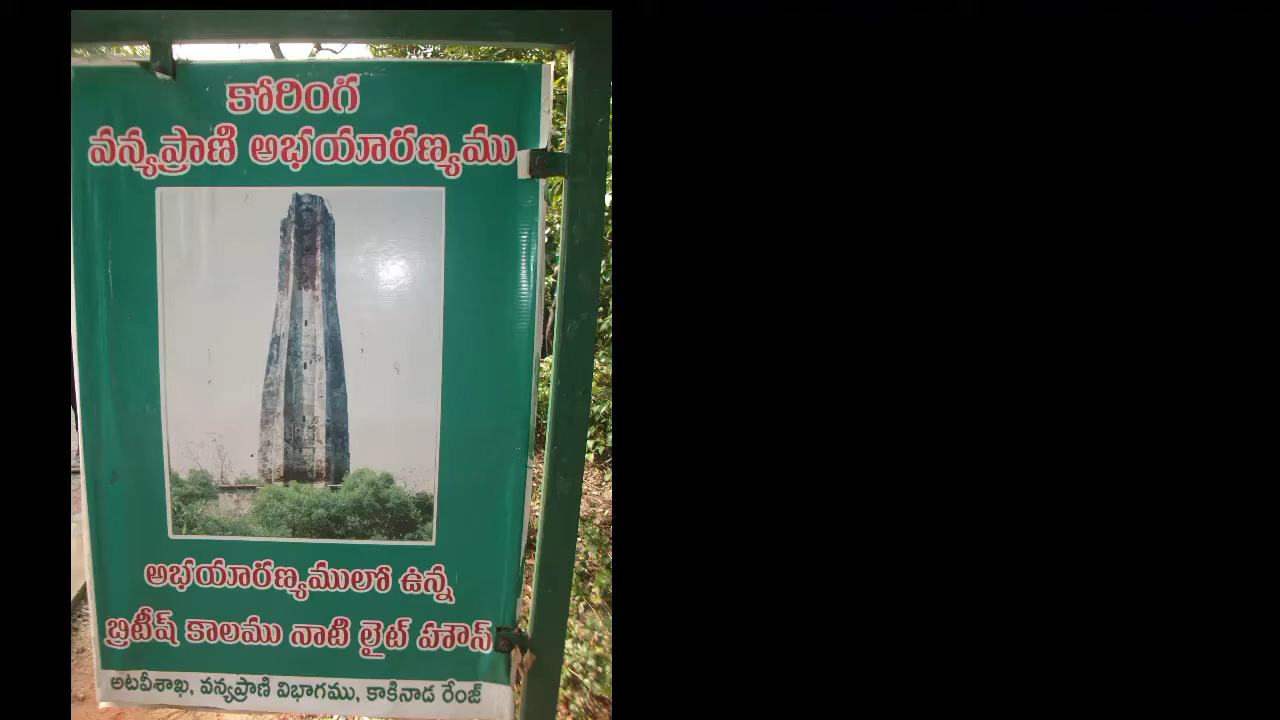 కోరింగ
వన్యప్రాణి అభయారణ్యము
అభయారణ్యములో ఉన్న
బ్రిటీష్ కాలము నాటి లైట్ హౌస్
అటవీశాఖ, వన్యప్రాణి విభాగము, కాకినాడ రేంజ్